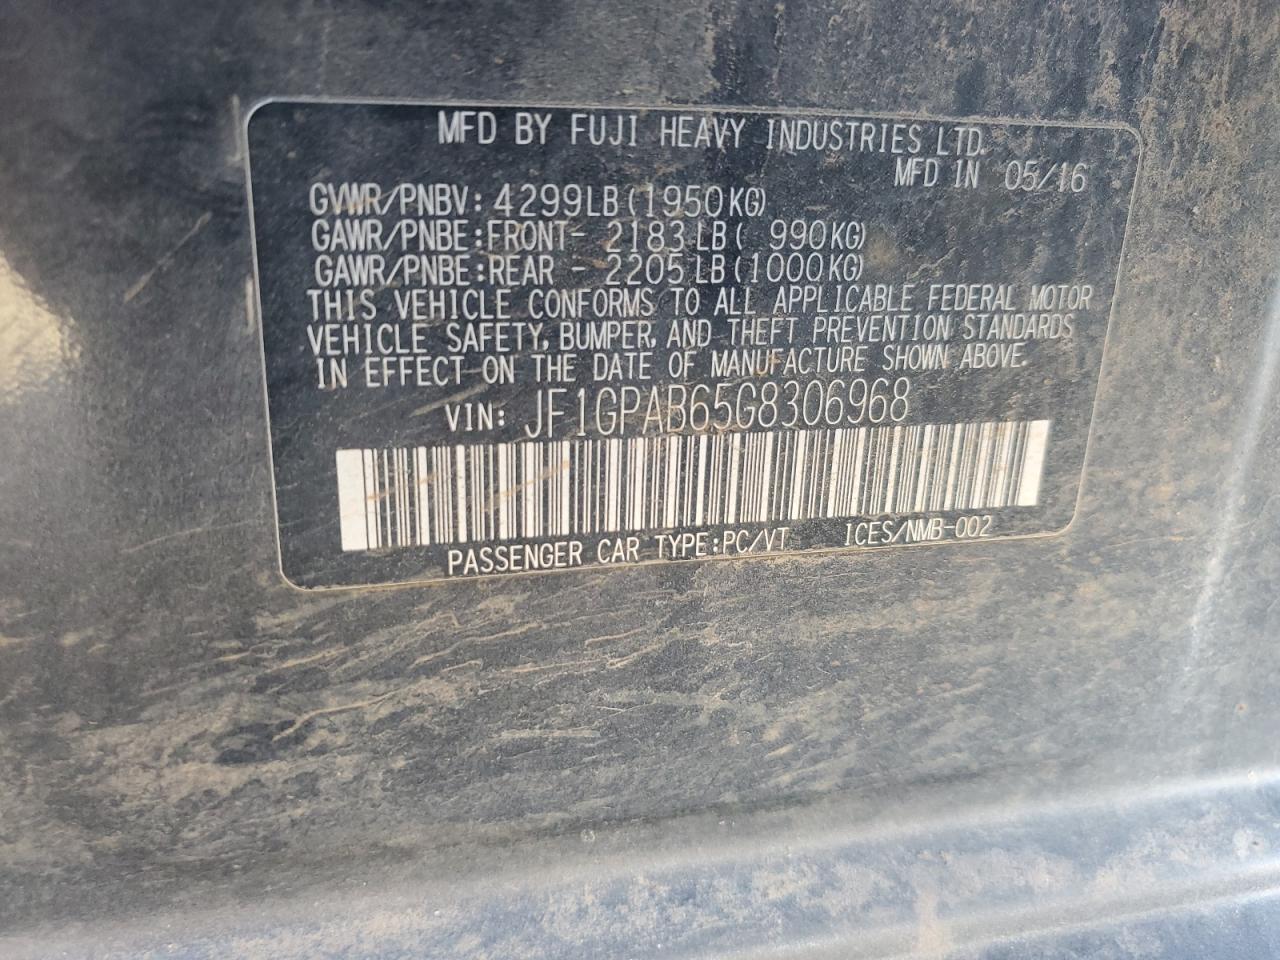 MFD BY FUJI HEAVY INDUSTRIES LTD.
MFD IN 05/16
GVWR/PNBV: 4299LB(1950KG)
GAWR/PNBE:FRONT- 2183LB( 990KG)
GAWR/PNBE:REAR - 2205LB(1000KG)
THIS VEHICLE CONFORMS TO ALL APPLICABLE FEDERAL MOTOR
VEHICLE SAFETY, BUMPER, AND THEFT PREVENTION STANDARDS
IN EFFECT ON THE DATE OF MANUFACTURE SHOWN ABOVE.
VIN: JF1GPAB65G8306968
PASSENGER CAR TYPE:PC/VT ICES/NMB-002